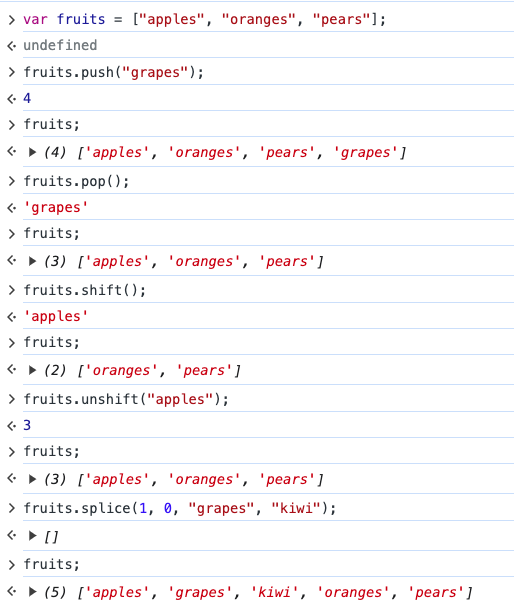 var fruits = ["apples", "oranges", "pears"];
undefined
fruits.push("grapes");
4
fruits;
(4) ['apples', 'oranges', 'pears', 'grapes']
fruits.pop();
'grapes'
fruits;
(3) ['apples', 'oranges', 'pears']
fruits.shift();
'apples'
fruits;
(2) ['oranges', 'pears']
fruits.unshift("apples");
3
fruits;
(3) ['apples', 'oranges', 'pears']
fruits.splice(1, 0, "grapes", "kiwi");
[]
fruits;
(5) ['apples', 'grapes', 'kiwi', 'oranges', 'pears']